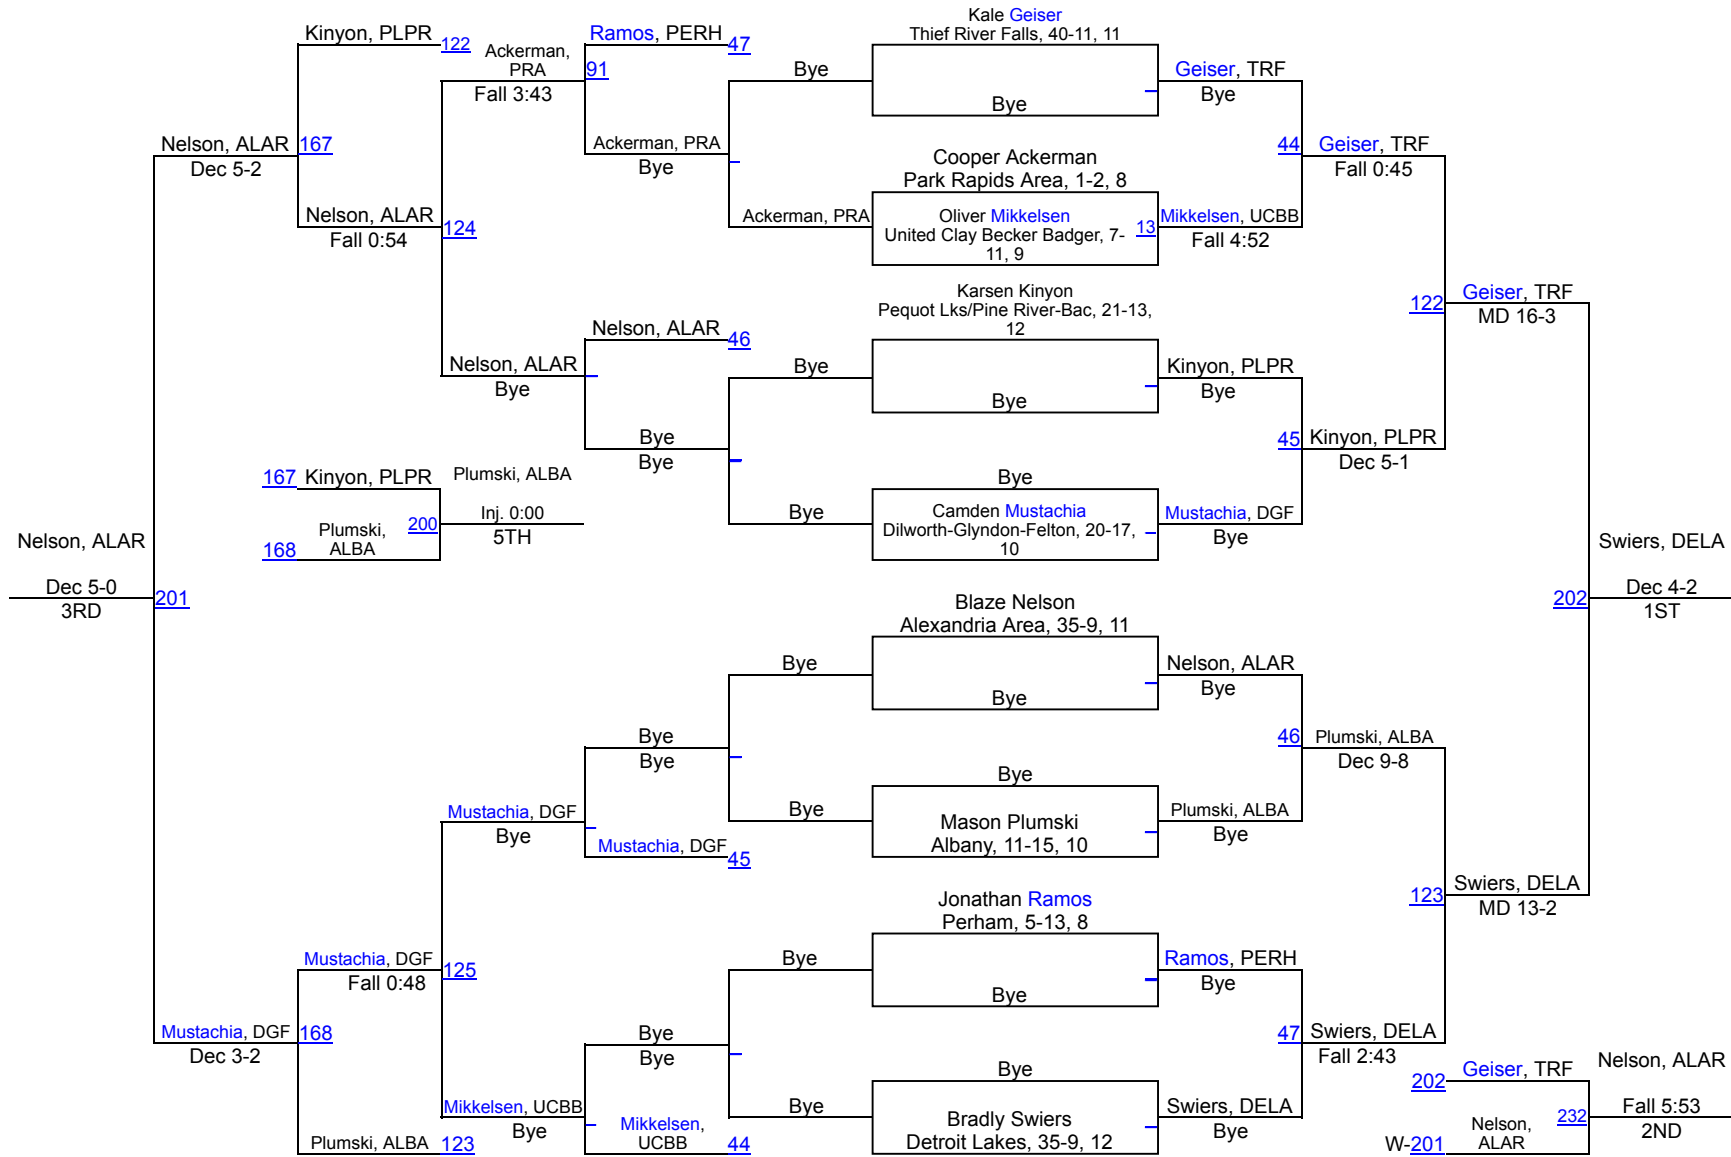 Kale Geiser
Thief River Falls, 40-11, 11
Kinyon, PLPR
122
Ackerman,
PRA
Fall 3:43
Ramos, PERH
47
91
Bye
Bye
Geiser, TRF
Bye
Nelson, ALAR
167
Dec 5-2
Ackerman, PRA
Bye
Cooper Ackerman
Park Rapids Area, 1-2, 8
44
Geiser, TRF
Fall 0:45
Nelson, ALAR
124
Fall 0:54
Ackerman, PRA
Oliver Mikkelsen
United Clay Becker Badger, 7-
11, 9
13
Mikkelsen, UCBB
Fall 4:52
Karsen Kinyon
Pequot Lks/Pine River-Bac, 21-13,
12
122
Geiser, TRF
MD 16-3
Nelson, ALAR
46
Nelson, ALAR
Bye
Bye
Bye
Kinyon, PLPR
Bye
Bye
Bye
45
Kinyon, PLPR
Dec 5-1
167
Kinyon, PLPR
Plumski, ALBA
Bye
Plumski,
ALBA
200
Inj. 0:00
5TH
168
Bye
Camden Mustachia
Dilworth-Glyndon-Felton, 20-17,
10
Mustachia, DGF
Bye
Nelson, ALAR
Dec 5-0
3RD
201
Swiers, DELA
202
Dec 4-2
1ST
Blaze Nelson
Alexandria Area, 35-9, 11
Bye
Bye
Nelson, ALAR
Bye
Bye
Bye
46
Plumski, ALBA
Dec 9-8
Bye
Mustachia, DGF
Bye
Bye
Mason Plumski
Albany, 11-15, 10
Plumski, ALBA
Bye
Mustachia, DGF
45
Jonathan Ramos
Perham, 5-13, 8
123
Swiers, DELA
MD 13-2
Mustachia, DGF
125
Fall 0:48
Bye
Bye
Ramos, PERH
Bye
Mustachia, DGF
168
Dec 3-2
Bye
Bye
47
Swiers, DELA
Fall 2:43
Bye
Mikkelsen, UCBB
Bye
Bye
Bradly Swiers
Detroit Lakes, 35-9, 12
Swiers, DELA
Bye
Plumski, ALBA
123
Mikkelsen,
UCBB
44
202
Geiser, TRF
Nelson, ALAR
W-201
Nelson,
ALAR
232
Fall 5:53
2ND